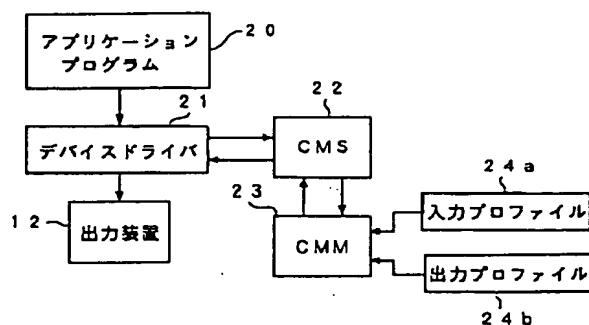 20
アプリケーション
プログラム
21
22
デバイスドライバ
CMS
24a
23
入力プロファイル
12
出力装置
CMM
出力プロファイル
24b